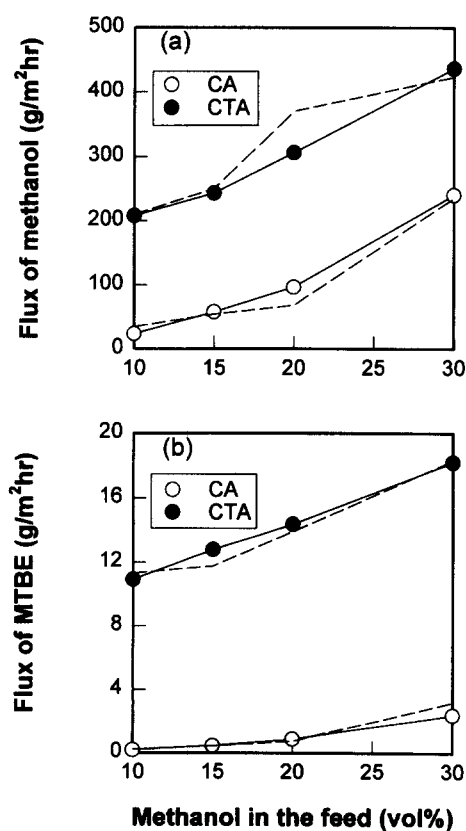 500
400
300
200
100
0
Flux of methanol (g/m²hr)
(a)
CA
CTA
10 15 20 25 30
20
16
12
8
4
0
Flux of MTBE (g/m²hr)
(b)
CA
CTA
10 15 20 25 30
Methanol in the feed (vol%)